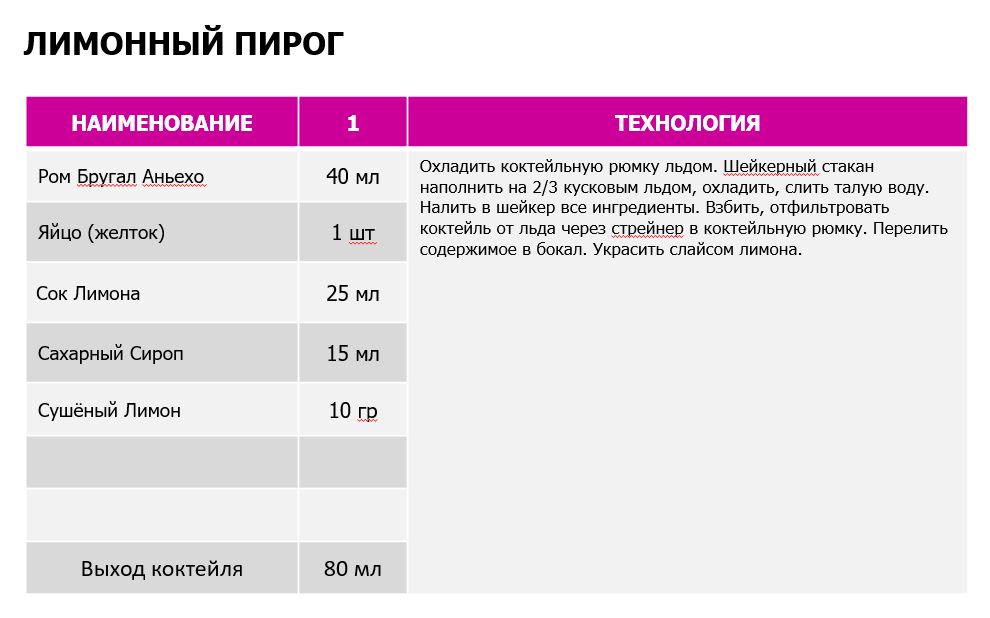 ЛИМОННЫЙ ПИРОГ
НАИМЕНОВАНИЕ 1 ТЕХНОЛОГИЯ
Ром Бругал Аньехо 40 мл
Яйцо (желток) 1 шт
Сок Лимона 25 мл
Сахарный Сироп 15 мл
Сушёный Лимон 10 гр
Выход коктейля 80 мл
Охладить коктейльную рюмку льдом. Шейкерный стакан
наполнить на 2/3 кусковым льдом, охладить, слить талую воду.
Налить в шейкер все ингредиенты. Взбить, отфильтровать
коктейль от льда через стрейнер в коктейльную рюмку. Перелить
содержимое в бокал. Украсить слайсом лимона.